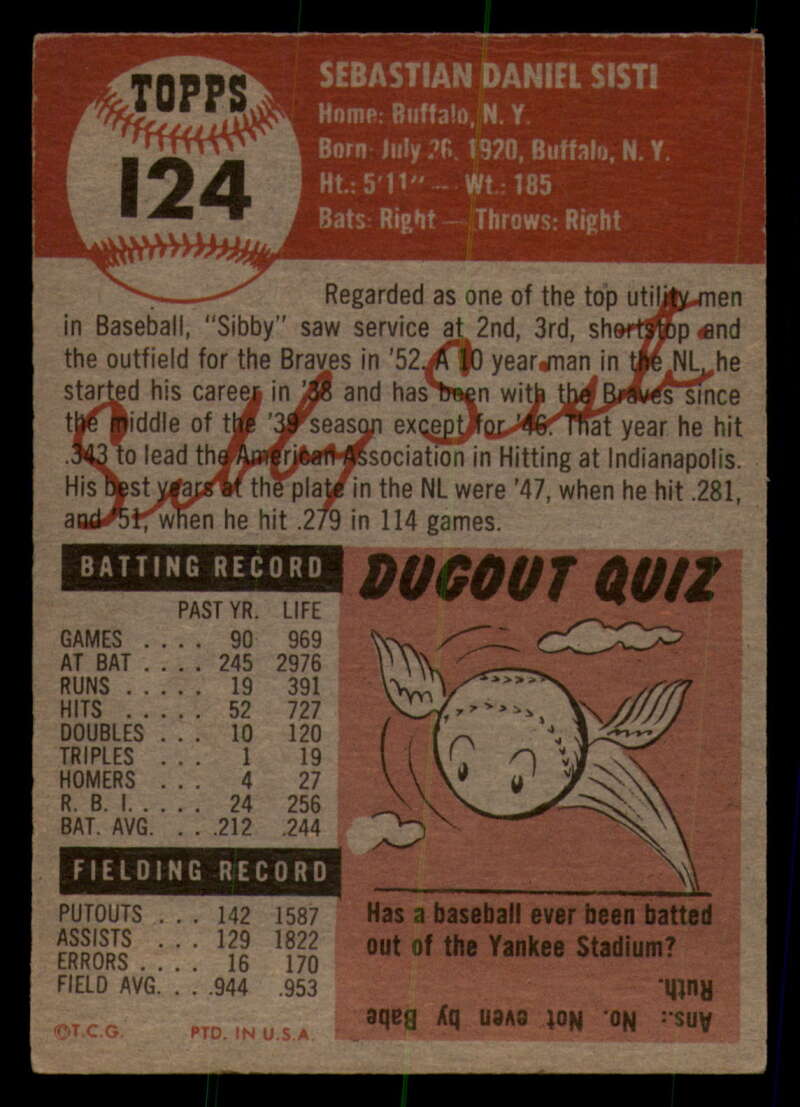 TOPPS
124
SEBASTIAN DANIEL SISTI
Home: Buffalo, N. Y.
Born: July 26, 1920, Buffalo, N. Y.
Ht.: 5'11" — Wt.: 185
Bats: Right — Throws: Right
Regarded as one of the top utility men
in Baseball, "Sibby" saw service at 2nd, 3rd, shortstop and
the outfield for the Braves in '52. A 10 year man in the NL, he
started his career in '38 and has been with the Braves since
the middle of the '39 season except for '46. That year he hit
.343 to lead the American Association in Hitting at Indianapolis.
His best years at the plate in the NL were '47, when he hit .281,
and '51, when he hit .279 in 114 games.
Sibby Sisti
BATTING RECORD
PAST YR. LIFE
GAMES . . . . 90 969
AT BAT . . . . 245 2976
RUNS . . . . . 19 391
HITS . . . . . 52 727
DOUBLES . . . 10 120
TRIPLES . . . 1 19
HOMERS . . . 4 27
R. B. I. . . . . 24 256
BAT. AVG. . . .212 .244
FIELDING RECORD
PUTOUTS . . . 142 1587
ASSISTS . . . 129 1822
ERRORS . . . . 16 170
FIELD AVG. . . .944 .953
©T.C.G. PTD. IN U.S.A.
DUGOUT QUIZ
Has a baseball ever been batted
out of the Yankee Stadium?
Ans.: No. Not even by Babe
Ruth.